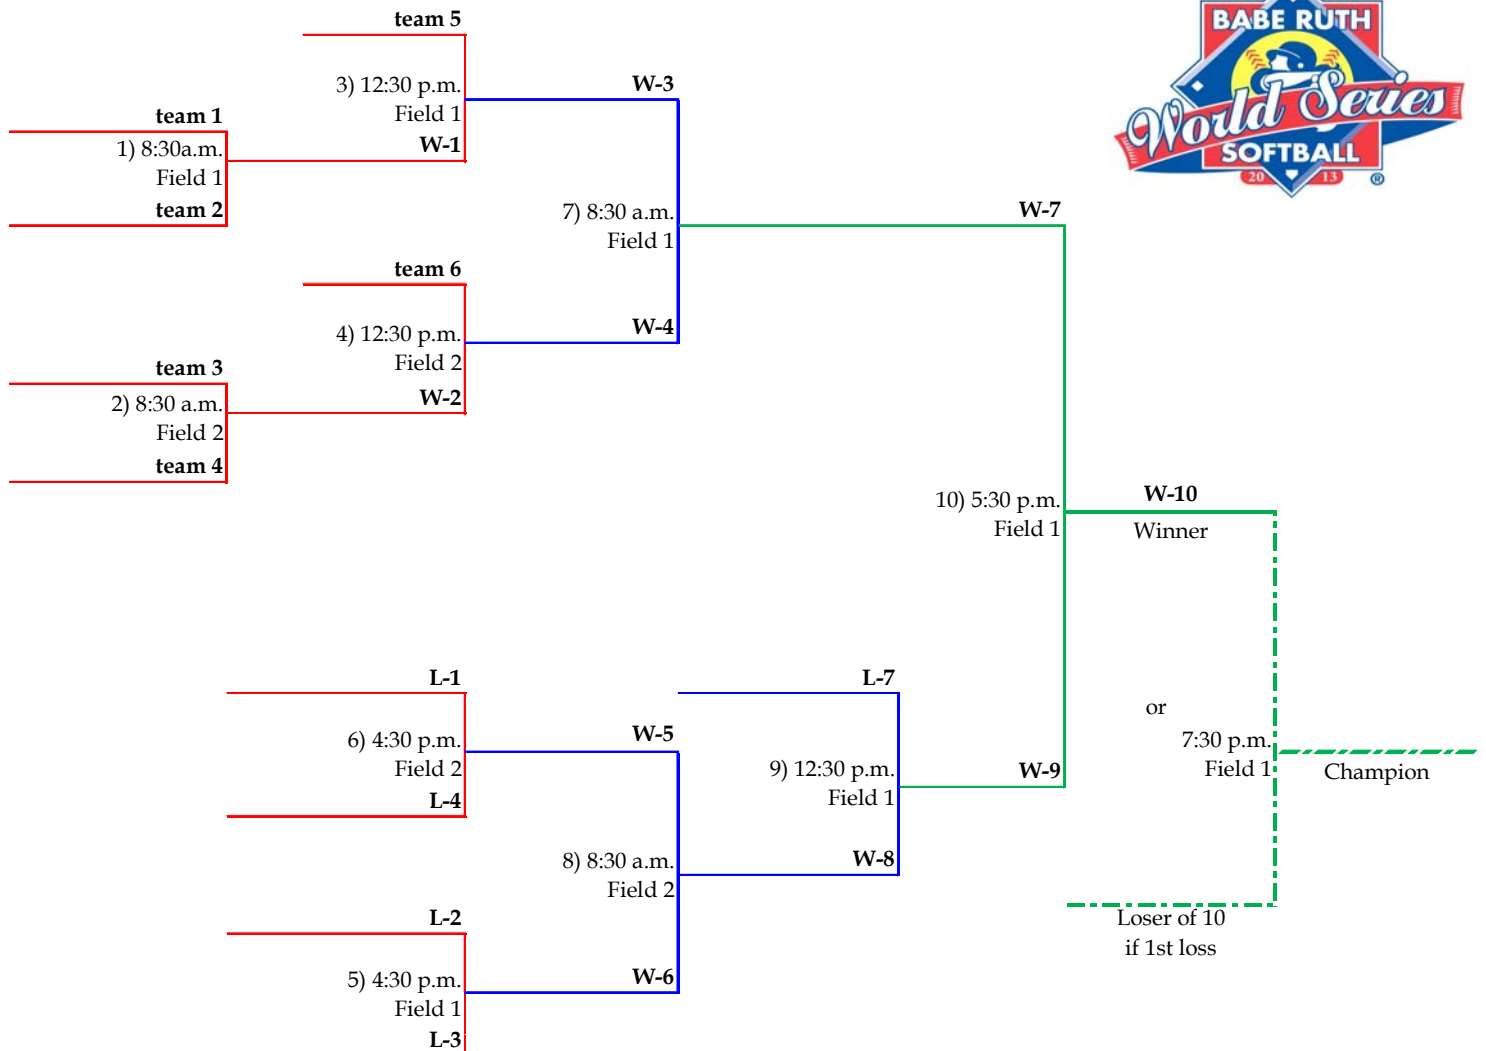 team 5
BABE RUTH
World Series
SOFTBALL
20 13
®
3) 12:30 p.m.
Field 1
W-1
W-3
team 1
1) 8:30a.m.
Field 1
team 2
7) 8:30 a.m.
Field 1
W-7
team 6
4) 12:30 p.m.
Field 2
W-2
W-4
team 3
2) 8:30 a.m.
Field 2
team 4
10) 5:30 p.m.
Field 1
W-10
Winner
L-1
6) 4:30 p.m.
Field 2
L-4
W-5
L-7
9) 12:30 p.m.
Field 1
W-8
W-9
or
7:30 p.m.
Field 1
Champion
8) 8:30 a.m.
Field 2
L-2
5) 4:30 p.m.
Field 1
L-3
W-6
Loser of 10
if 1st loss